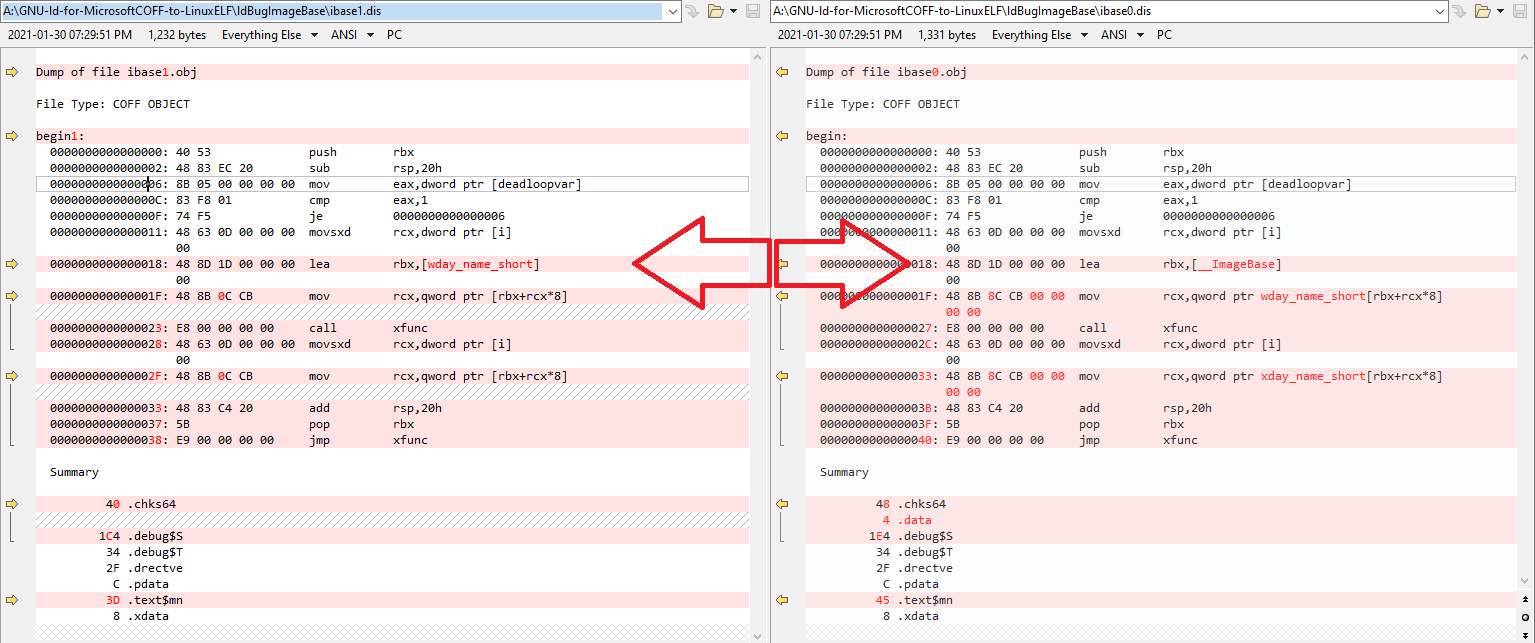 A:\GNU-ld-for-MicrosoftCOFF-to-LinuxELF\ldBugImageBase\ibase1.dis
2021-01-30 07:29:51 PM 1,232 bytes Everything Else ANSI PC
Dump of file ibase1.obj
File Type: COFF OBJECT
begin1:
0000000000000000: 40 53 push rbx
0000000000000002: 48 83 EC 20 sub rsp,20h
0000000000000006: 8B 05 00 00 00 00 mov eax,dword ptr [deadloopvar]
000000000000000C: 83 F8 01 cmp eax,1
000000000000000F: 74 F5 je 0000000000000006
0000000000000011: 48 63 0D 00 00 00 movsxd rcx,dword ptr [i]
00
0000000000000018: 48 8D 1D 00 00 00 lea rbx,[wday_name_short]
00
000000000000001F: 48 8B 0C CB mov rcx,qword ptr [rbx+rcx*8]
0000000000000023: E8 00 00 00 00 call xfunc
0000000000000028: 48 63 0D 00 00 00 movsxd rcx,dword ptr [i]
00
000000000000002F: 48 8B 0C CB mov rcx,qword ptr [rbx+rcx*8]
0000000000000033: 48 83 C4 20 add rsp,20h
0000000000000037: 5B pop rbx
0000000000000038: E9 00 00 00 00 jmp xfunc
Summary
40 .chks64
1C4 .debug$S
34 .debug$T
2F .drectve
C .pdata
3D .text$mn
8 .xdata
A:\GNU-ld-for-MicrosoftCOFF-to-LinuxELF\ldBugImageBase\ibase0.dis
2021-01-30 07:29:51 PM 1,331 bytes Everything Else ANSI PC
Dump of file ibase0.obj
File Type: COFF OBJECT
begin:
0000000000000000: 40 53 push rbx
0000000000000002: 48 83 EC 20 sub rsp,20h
0000000000000006: 8B 05 00 00 00 00 mov eax,dword ptr [deadloopvar]
000000000000000C: 83 F8 01 cmp eax,1
000000000000000F: 74 F5 je 0000000000000006
0000000000000011: 48 63 0D 00 00 00 movsxd rcx,dword ptr [i]
00
0000000000000018: 48 8D 1D 00 00 00 lea rbx,[__ImageBase]
00
000000000000001F: 48 8B 8C CB 00 00 mov rcx,qword ptr wday_name_short[rbx+rcx*8]
00 00
0000000000000027: E8 00 00 00 00 call xfunc
000000000000002C: 48 63 0D 00 00 00 movsxd rcx,dword ptr [i]
00
0000000000000033: 48 8B 8C CB 00 00 mov rcx,qword ptr xday_name_short[rbx+rcx*8]
00 00
000000000000003B: 48 83 C4 20 add rsp,20h
000000000000003F: 5B pop rbx
0000000000000040: E9 00 00 00 00 jmp xfunc
Summary
48 .chks64
4 .data
1E4 .debug$S
34 .debug$T
2F .drectve
C .pdata
45 .text$mn
8 .xdata